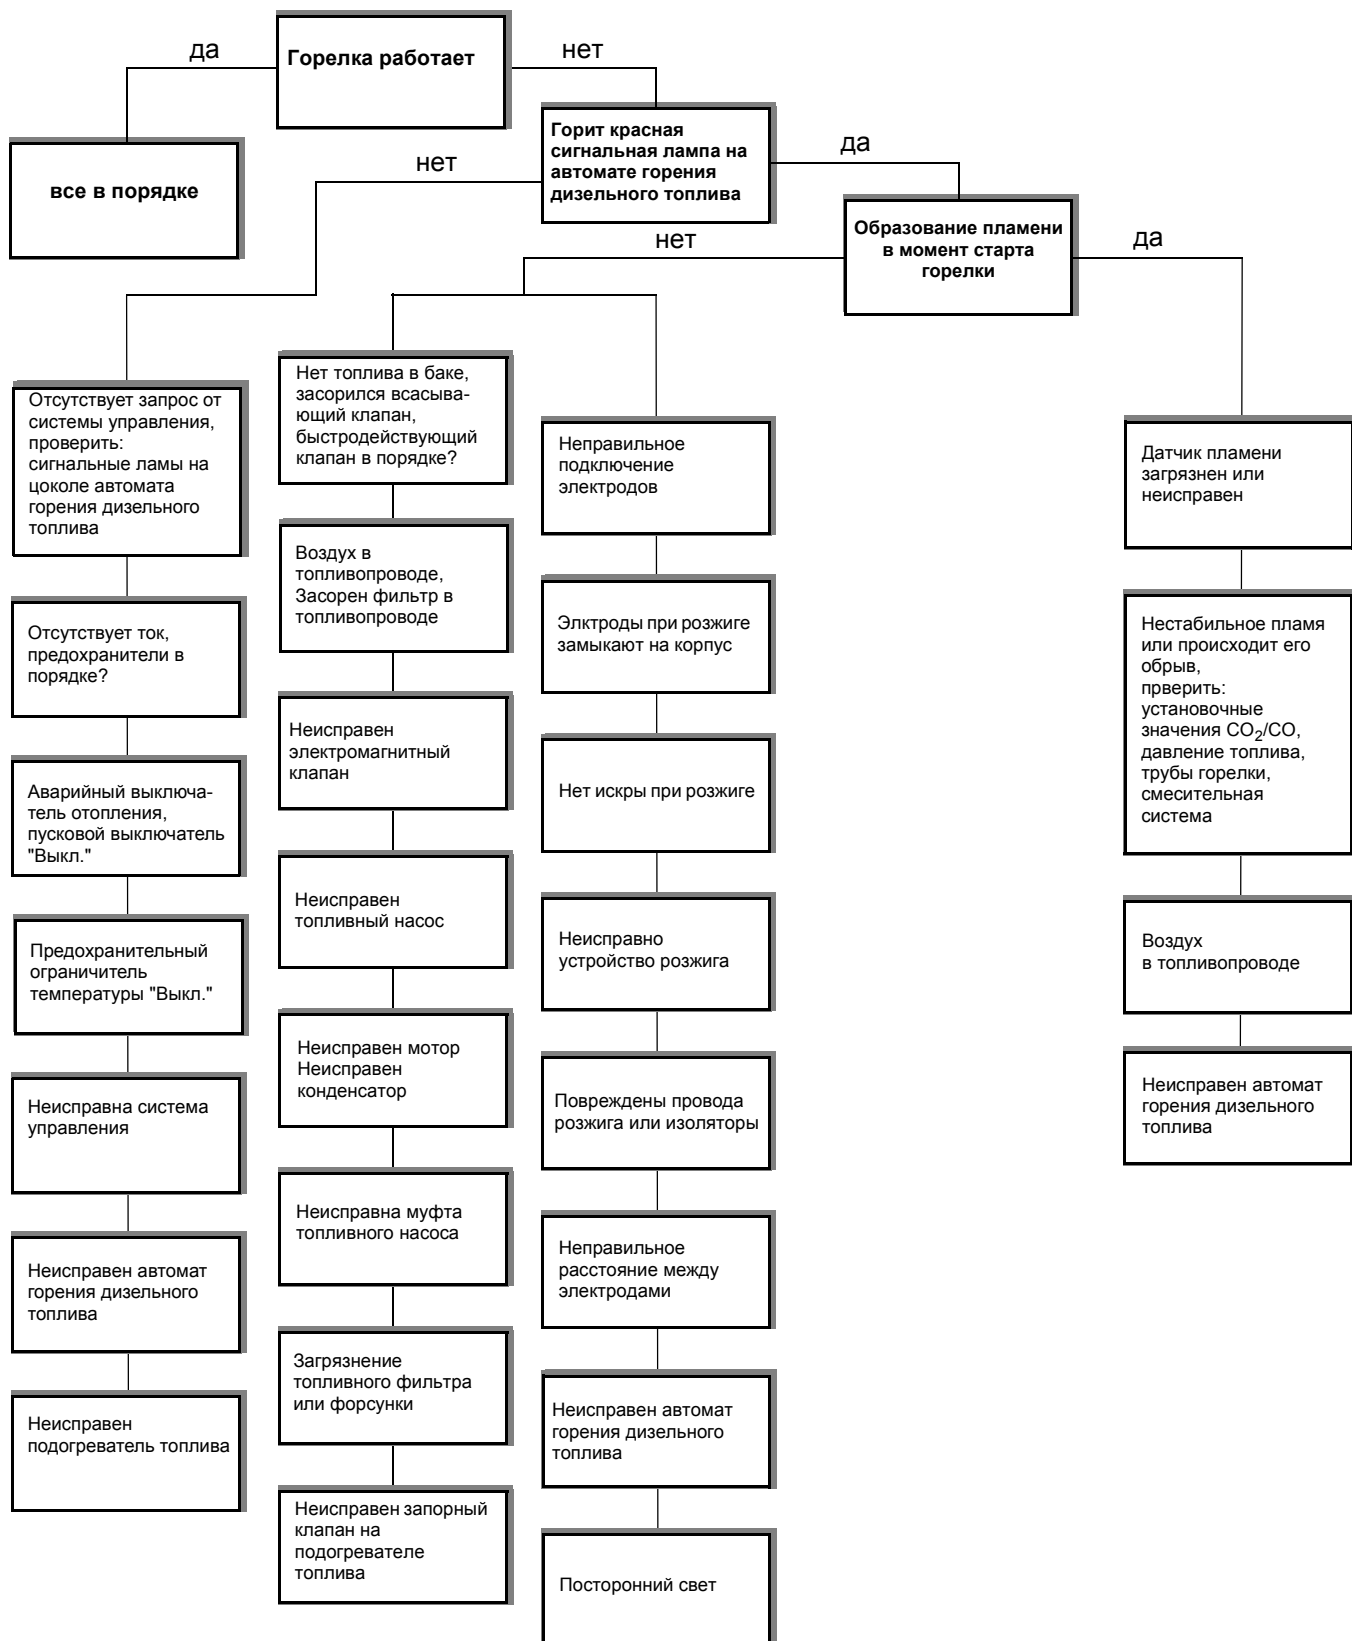 да
Горелка работает
нет
все в порядке
Горит красная
сигнальная лампа на
автомате горения
дизельного топлива
нет
да
Образование пламени
в момент старта
горелки
нет
да
Отсутствует запрос от
системы управления,
проверить:
сигнальные ламы на
цоколе автомата
горения дизельного
топлива
Отсутствует ток,
предохранители в
порядке?
Аварийный выключа-
тель отопления,
пусковой выключатель
"Выкл."
Предохранительный
ограничитель
температуры "Выкл."
Неисправна система
управления
Неисправен автомат
горения дизельного
топлива
Неисправен
подогреватель топлива
Нет топлива в баке,
засорился всасыва-
ющий клапан,
быстродействующий
клапан в порядке?
Воздух в
топливопроводе,
Засорен фильтр в
топливопроводе
Неисправен
электромагнитный
клапан
Неисправен
топливный насос
Неисправен мотор
Неисправен
конденсатор
Неисправна муфта
топливного насоса
Загрязнение
топливного фильтра
или форсунки
Неисправен запорный
клапан на
подогревателе
топлива
Неправильное
подключение
электродов
Элктроды при розжиге
замыкают на корпус
Нет искры при розжиге
Неисправно
устройство розжига
Повреждены провода
розжига или изоляторы
Неправильное
расстояние между
электродами
Неисправен автомат
горения дизельного
топлива
Посторонний свет
Датчик пламени
загрязнен или
неисправен
Нестабильное пламя
или происходит его
обрыв,
прверить:
установочные
значения CO₂/CO,
давление топлива,
трубы горелки,
смесительная
система
Воздух
в топливопроводе
Неисправен автомат
горения дизельного
топлива